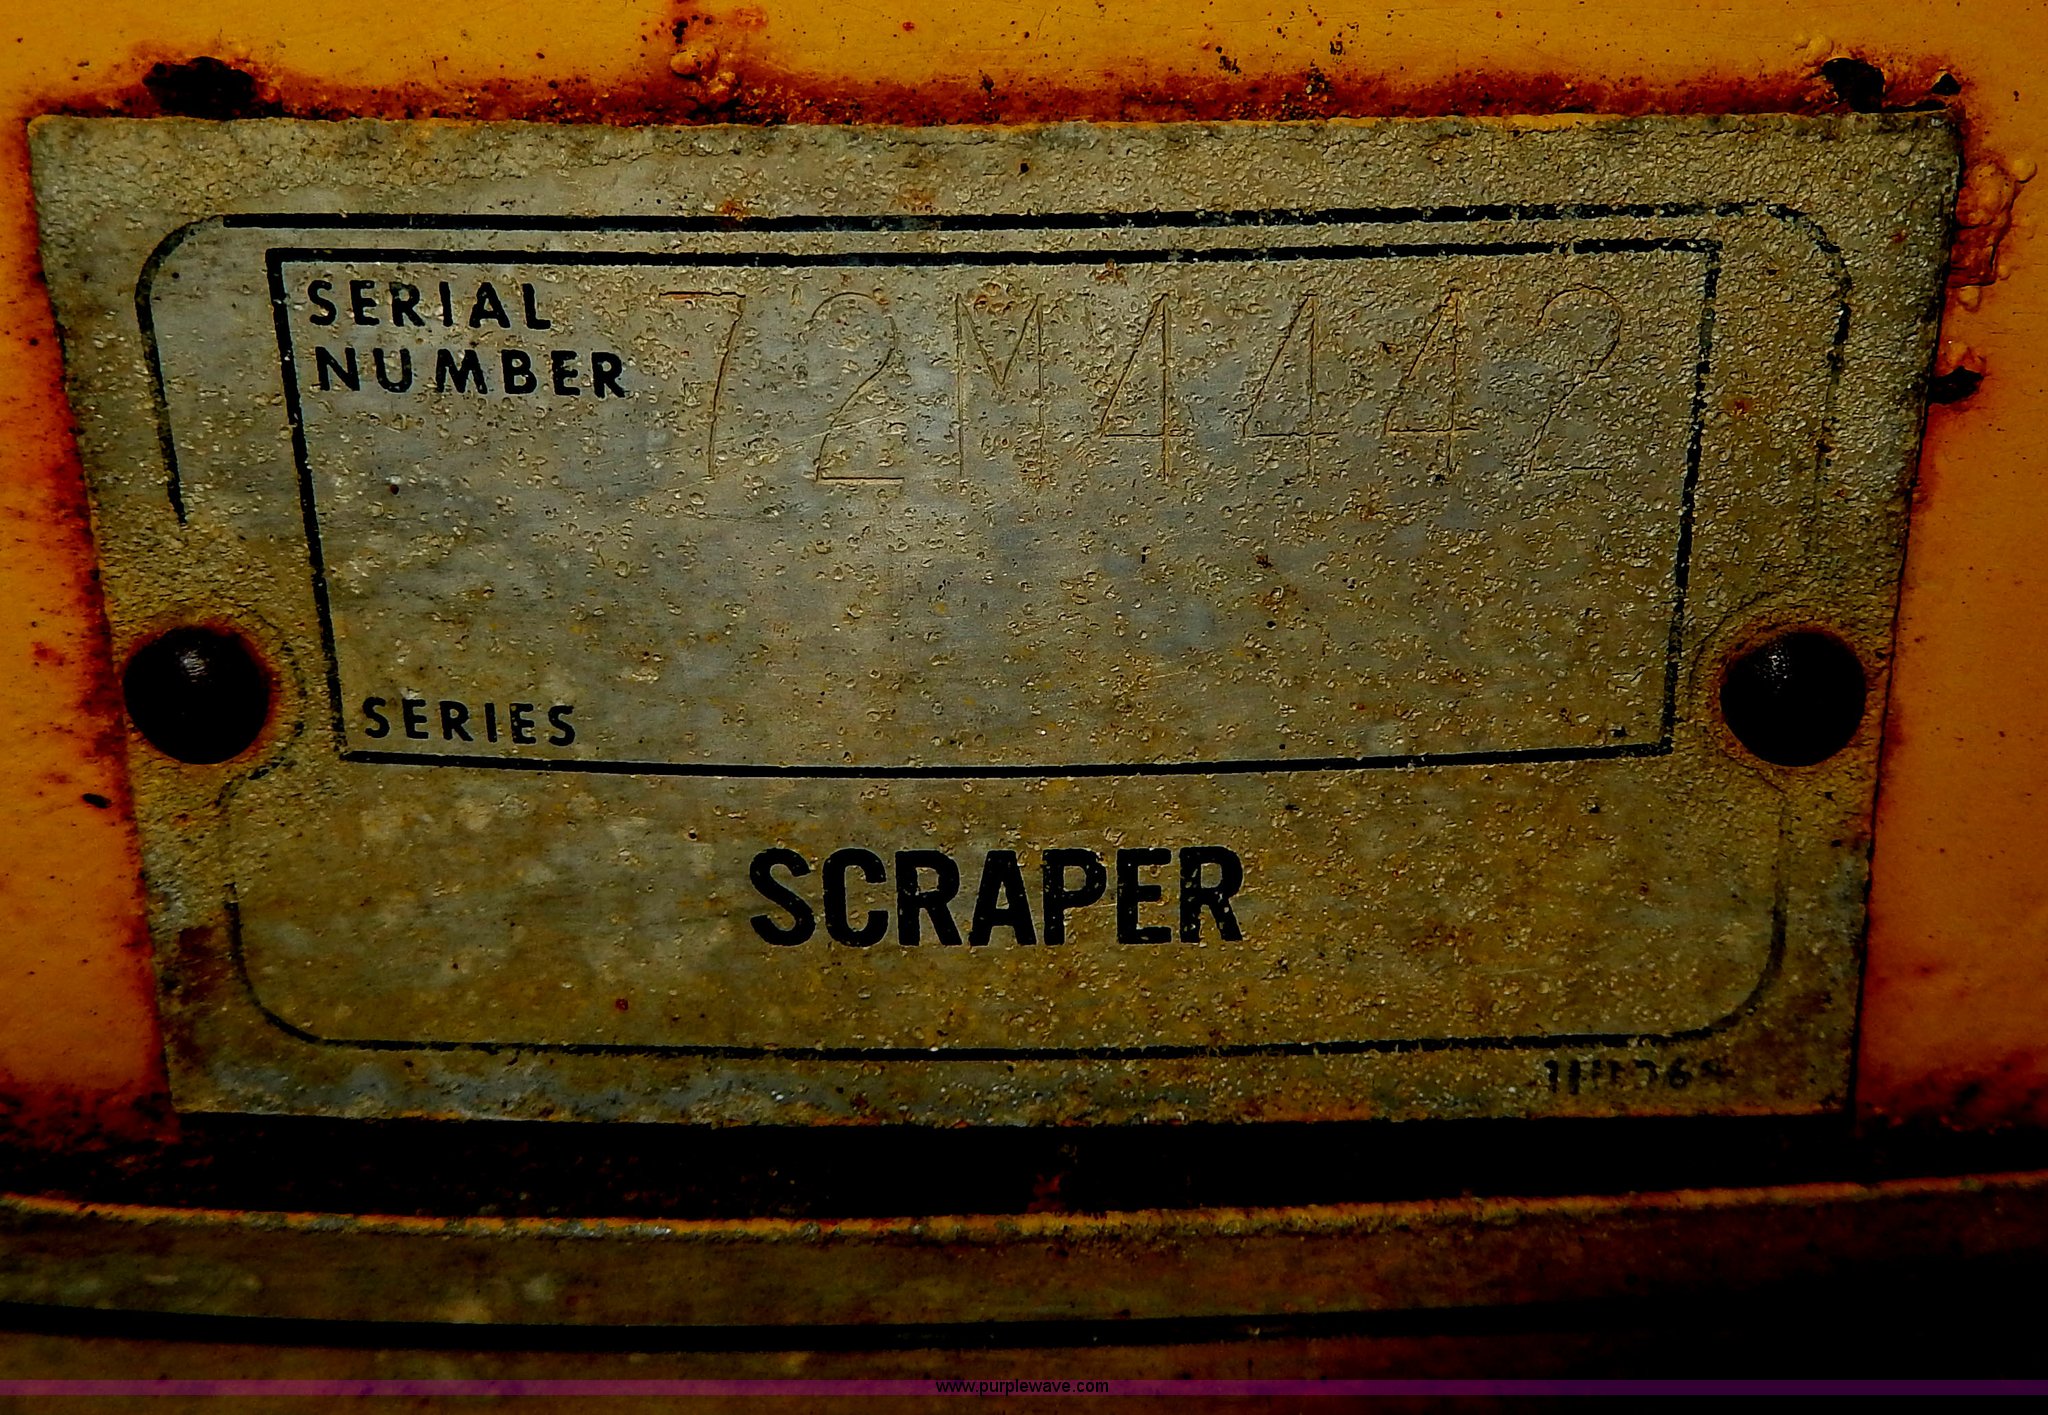 SERIAL
NUMBER
72M4442
SERIES
SCRAPER
www.purplewave.com